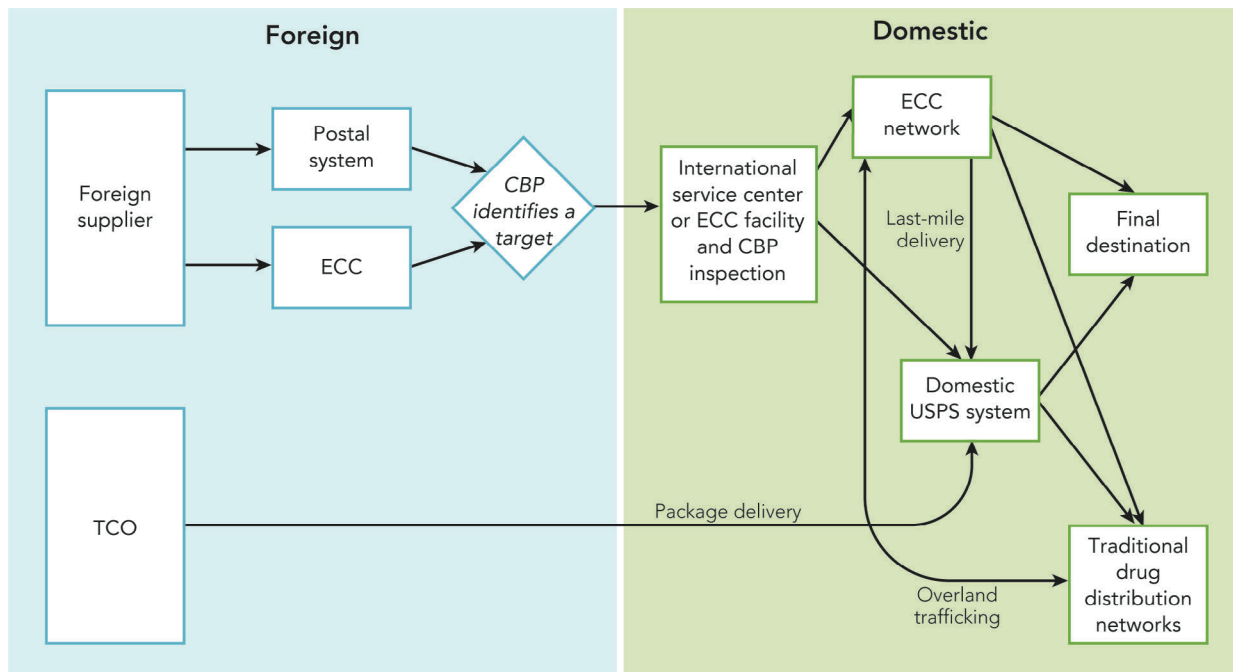 Foreign
Domestic
Foreign
supplier
Postal
system
ECC
CBP
identifies a
target
International
service center
or ECC facility
and CBP
inspection
ECC
network
Last-mile
delivery
Final
destination
Domestic
USPS system
TCO
Package delivery
Overland
trafficking
Traditional
drug
distribution
networks